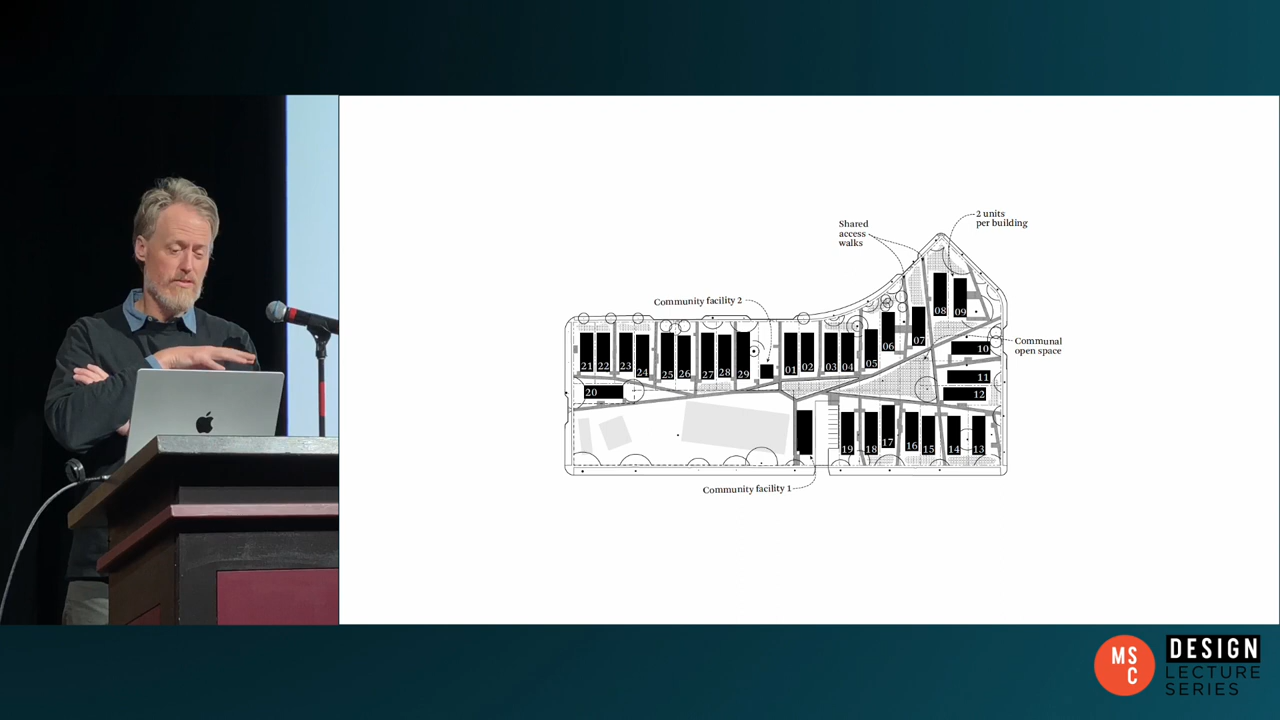 2 units
per building
Shared
access
walks
Community facility 2
Communal
open space
Community facility 1
08
09
06
07
10
21
22
23
24
25
26
27
28
29
01
02
03
04
05
11
20
12
19
18
17
16
15
14
13
MS
C
DESIGN
LECTURE
SERIES